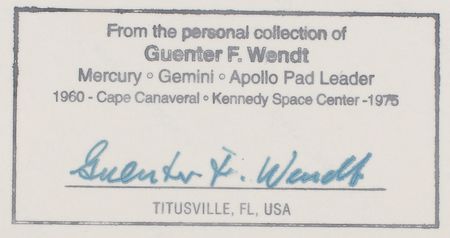 From the personal collection of
Guenter F. Wendt
Mercury ◦ Gemini ◦ Apollo Pad Leader
1960 - Cape Canaveral ◦ Kennedy Space Center -1975
Guenter F. Wendt
TITUSVILLE, FL, USA